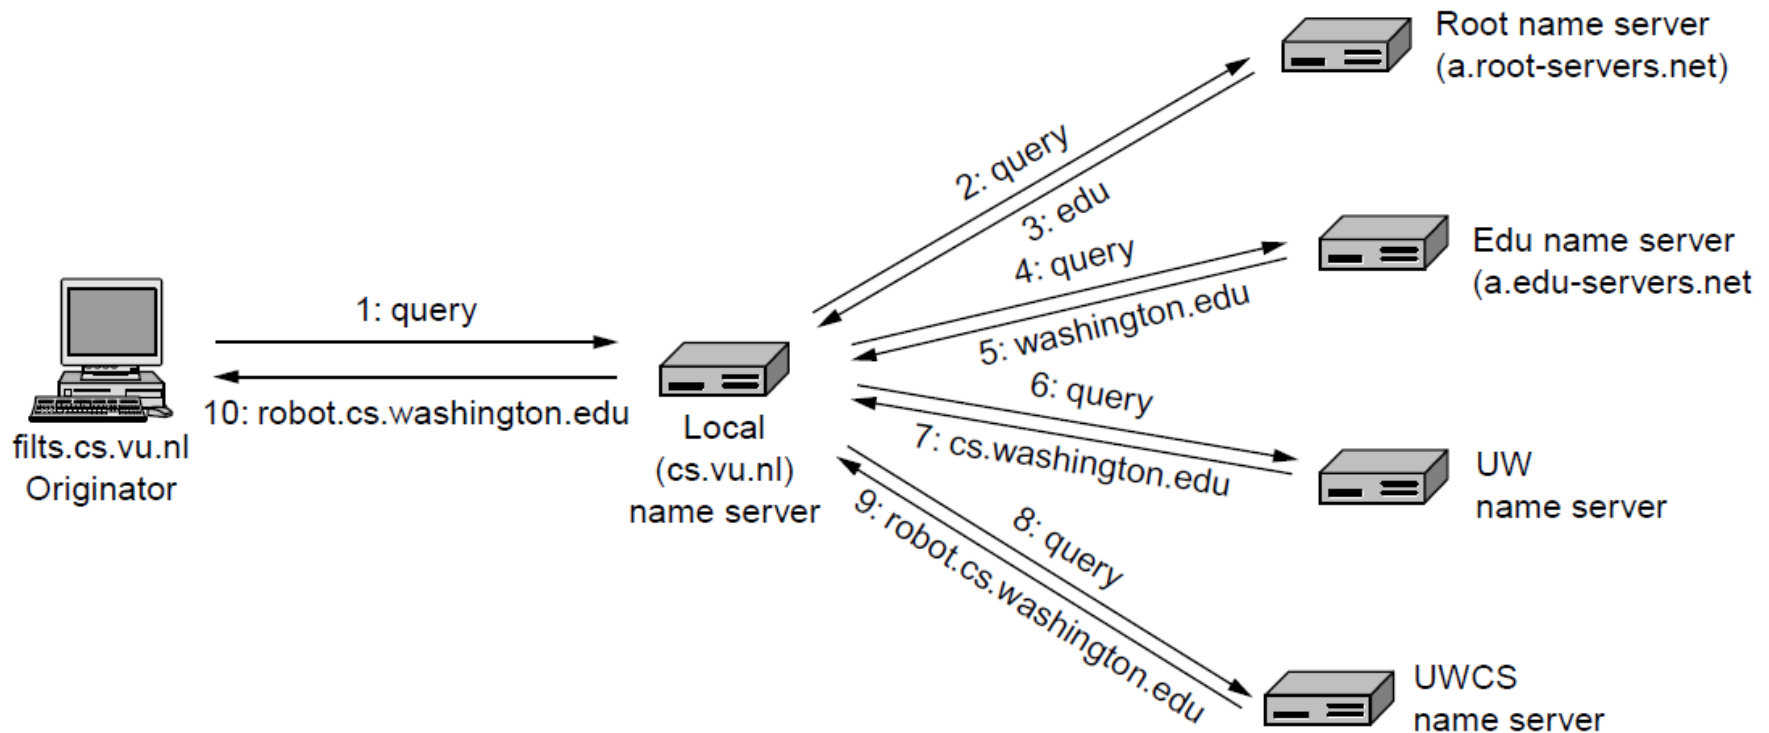 Root name server
(a.root-servers.net)
2: query
3: edu
4: query
Edu name server
(a.edu-servers.net
5: washington.edu
1: query
6: query
10: robot.cs.washington.edu
7: cs.washington.edu
filts.cs.vu.nl
Originator
Local
(cs.vu.nl)
name server
UW
name server
8: query
9: robot.cs.washington.edu
UWCS
name server